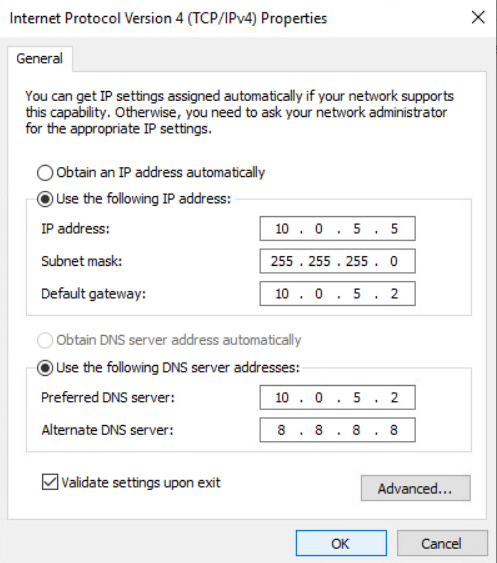 Internet Protocol Version 4 (TCP/IPv4) Properties
General
You can get IP settings assigned automatically if your network supports
this capability. Otherwise, you need to ask your network administrator
for the appropriate IP settings.
Obtain an IP address automatically
Use the following IP address:
IP address: 10 . 0 . 5 . 5
Subnet mask: 255 . 255 . 255 . 0
Default gateway: 10 . 0 . 5 . 2
Obtain DNS server address automatically
Use the following DNS server addresses:
Preferred DNS server: 10 . 0 . 5 . 2
Alternate DNS server: 8 . 8 . 8 . 8
Validate settings upon exit
Advanced...
OK Cancel